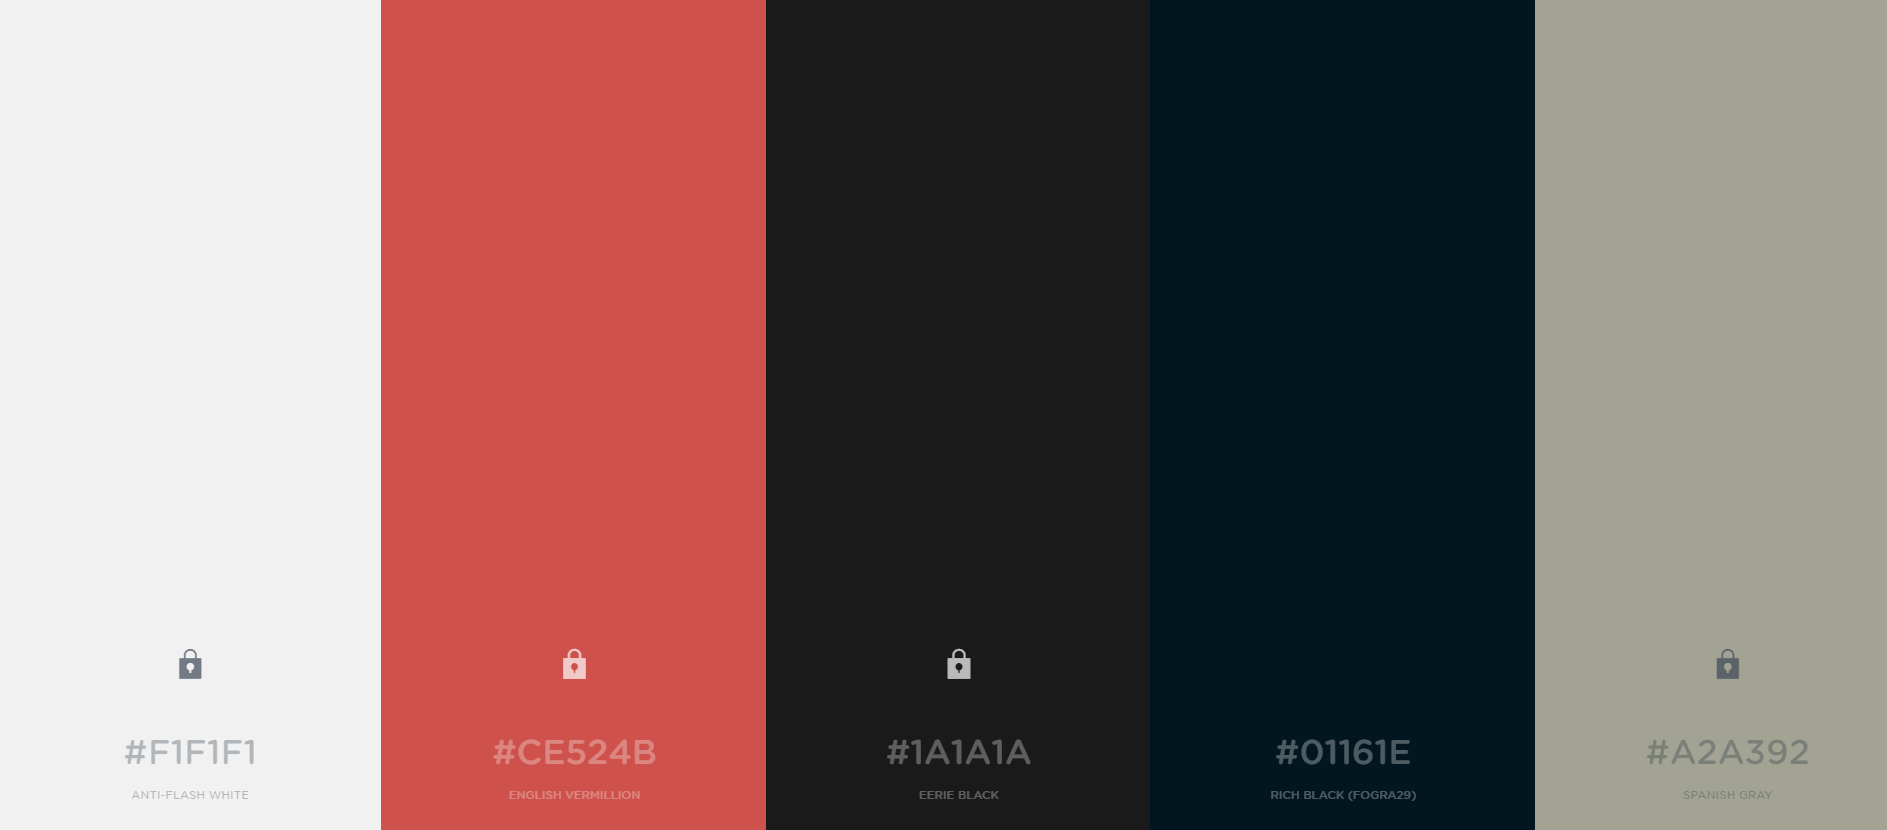 #F1F1F1
ANTI-FLASH WHITE
#CE524B
ENGLISH VERMILLION
#1A1A1A
EERIE BLACK
#01161E
RICH BLACK (FOGRA29)
#A2A392
SPANISH GRAY